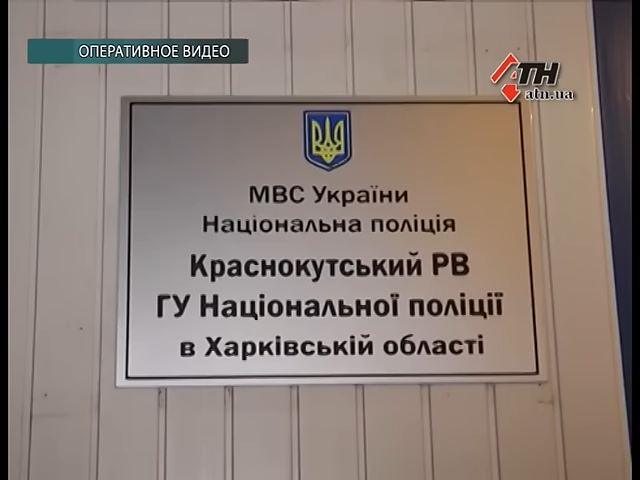 ОПЕРАТИВНОЕ ВИДЕО
АТН
atn.ua
МВС України
Національна поліція
Краснокутський РВ
ГУ Національної поліції
в Харківській області